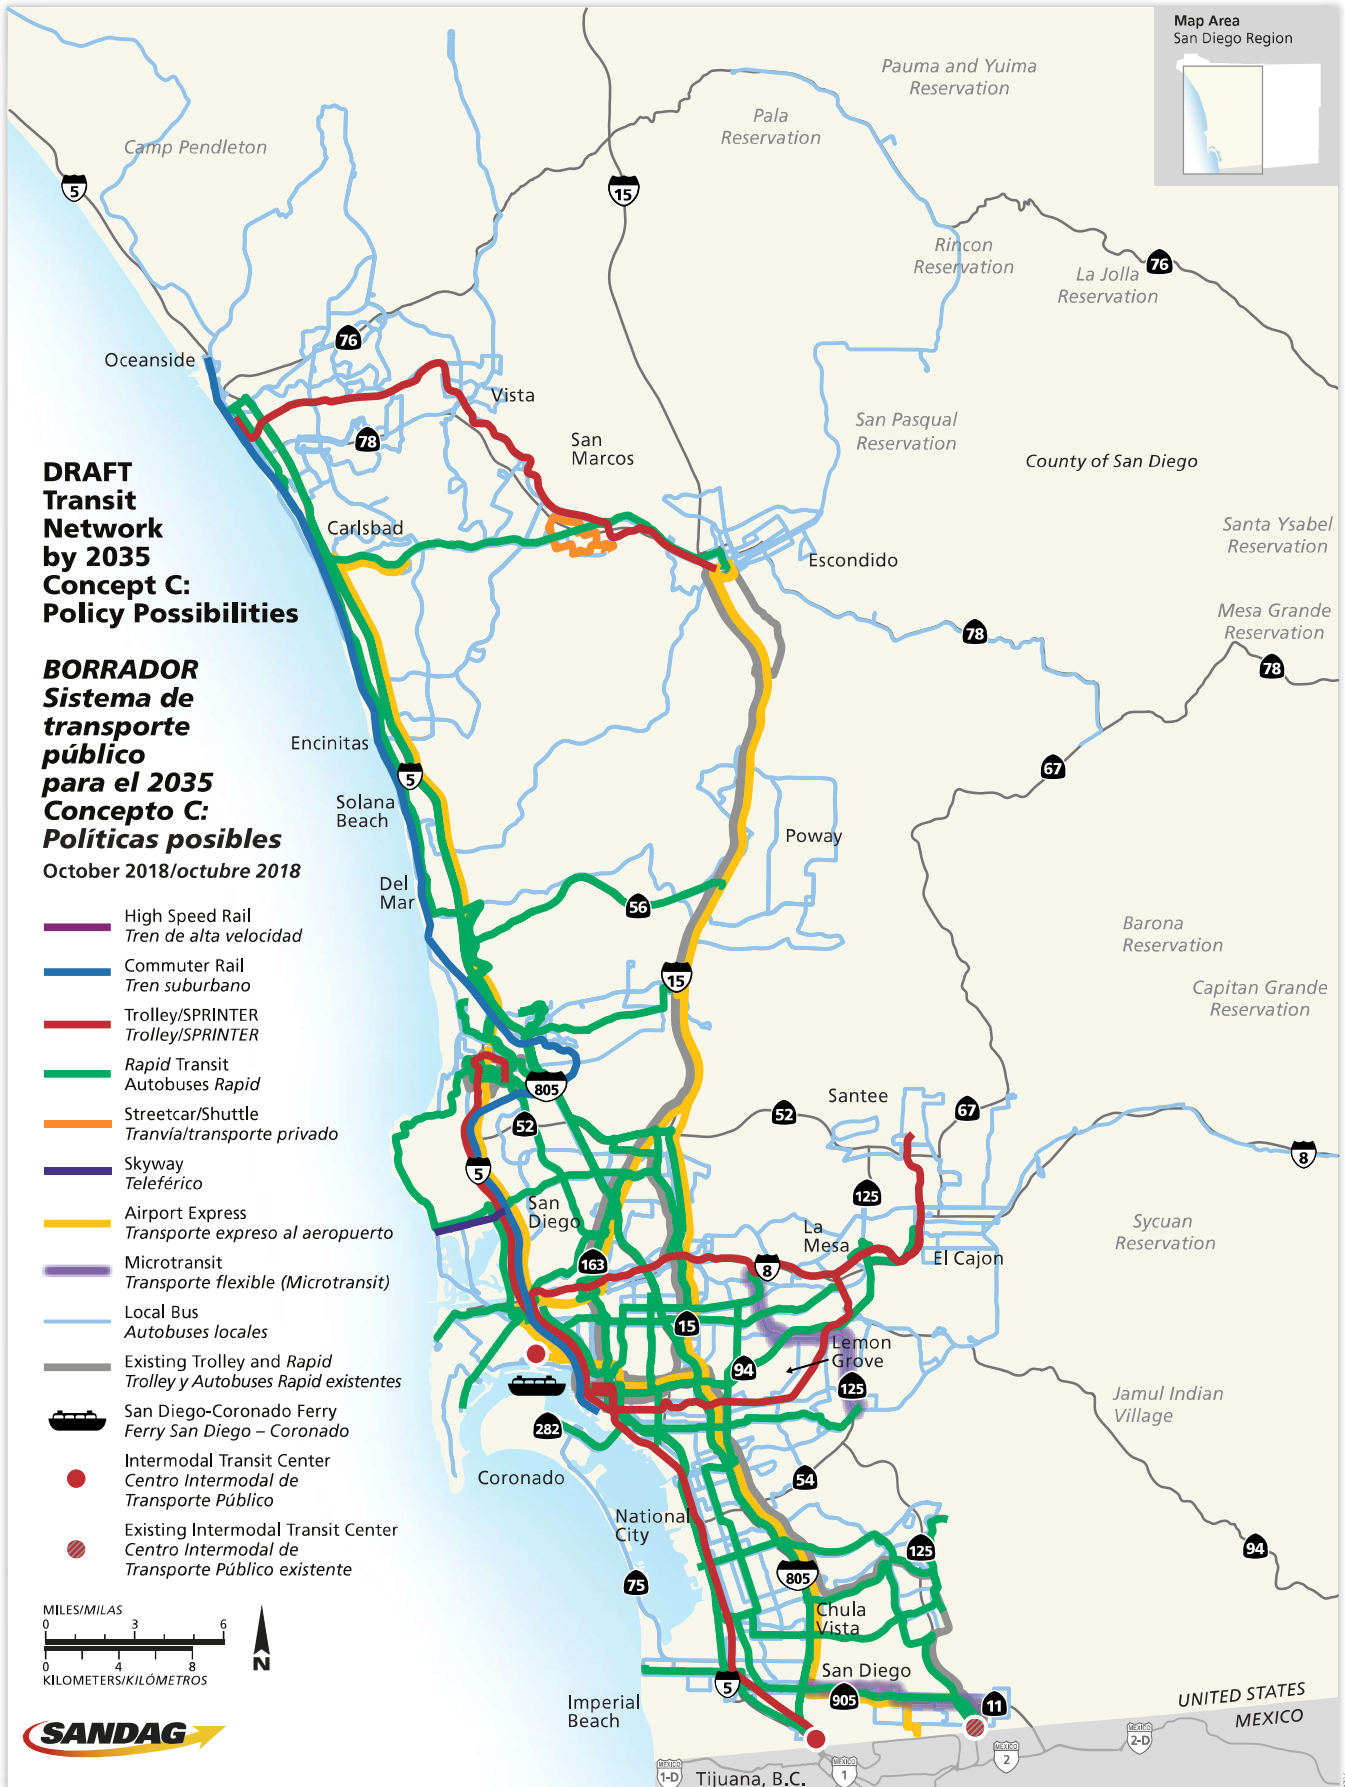 Map Area
San Diego Region
Pauma and Yuima
Reservation
Pala
Reservation
Camp Pendleton
5
15
Rincon
Reservation
La Jolla
Reservation
76
76
Oceanside
Vista
78
San
Marcos
San Pasqual
Reservation
County of San Diego
DRAFT
Transit
Network
by 2035
Concept C:
Policy Possibilities
Carlsbad
Escondido
Santa Ysabel
Reservation
Mesa Grande
Reservation
78
78
BORRADOR
Sistema de
transporte
público
para el 2035
Concepto C:
Políticas posibles
October 2018/octubre 2018
Encinitas
5
67
Solana
Beach
Poway
Del
Mar
56
Barona
Reservation
15
Capitan Grande
Reservation
High Speed Rail
Tren de alta velocidad
Commuter Rail
Tren suburbano
Trolley/SPRINTER
Trolley/SPRINTER
Rapid Transit
Autobuses Rapid
Streetcar/Shuttle
Tranvía/transporte privado
Skyway
Teleférico
Airport Express
Transporte expreso al aeropuerto
Microtransit
Transporte flexible (Microtransit)
Local Bus
Autobuses locales
Existing Trolley and Rapid
Trolley y Autobuses Rapid existentes
San Diego-Coronado Ferry
Ferry San Diego – Coronado
Intermodal Transit Center
Centro Intermodal de
Transporte Público
Existing Intermodal Transit Center
Centro Intermodal de
Transporte Público existente
805
Santee
52
52
67
5
8
125
San
Diego
La
Mesa
Sycuan
Reservation
163
8
El Cajon
15
Lemon
Grove
94
125
Jamul Indian
Village
282
Coronado
54
National
City
125
94
75
805
Chula
Vista
San Diego
5
905
11
Imperial
Beach
UNITED STATES
MEXICO
MILES/MILAS
0 3 6
0 4 8
KILOMETERS/KILÓMETROS
N
SANDAG
MEXICO
1-D
Tijuana, B.C.
MEXICO
1
MEXICO
2
MEXICO
2-D